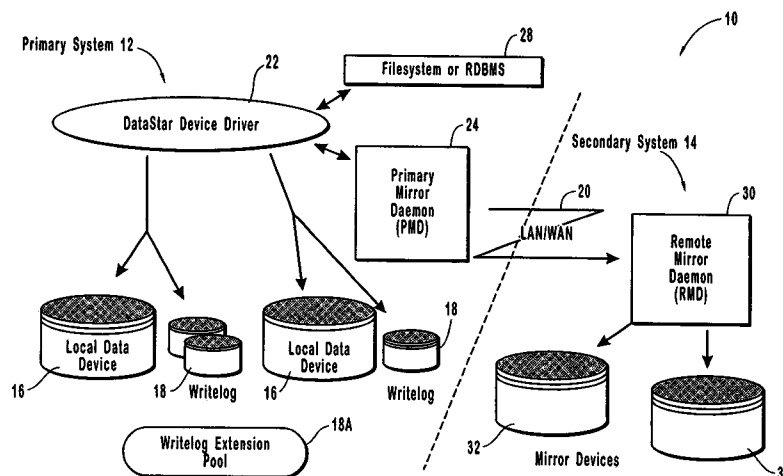 Primary System 12
22
28
10
Filesystem or RDBMS
DataStar Device Driver
24
Secondary System 14
Primary
Mirror
Daemon
(PMD)
20
30
LAN/WAN
Remote
Mirror
Daemon
(RMD)
Local Data
Device
16
18
Writelog
Local Data
Device
16
18
Writelog
18A
Writelog Extension
Pool
32
Mirror Devices